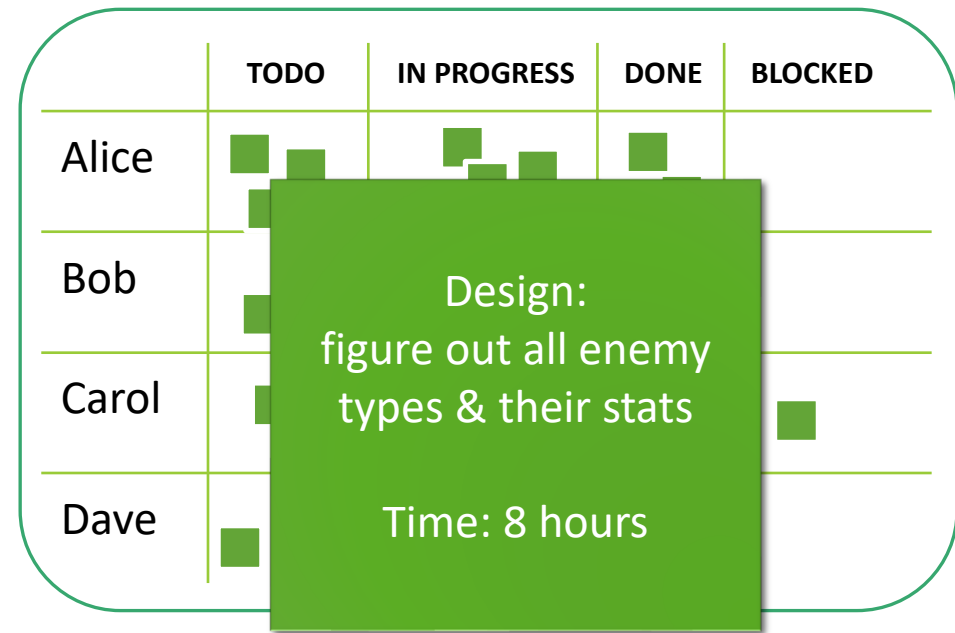 TODO IN PROGRESS DONE BLOCKED
Alice
Bob
Carol
Dave
Design:
figure out all enemy
types & their stats
Time: 8 hours